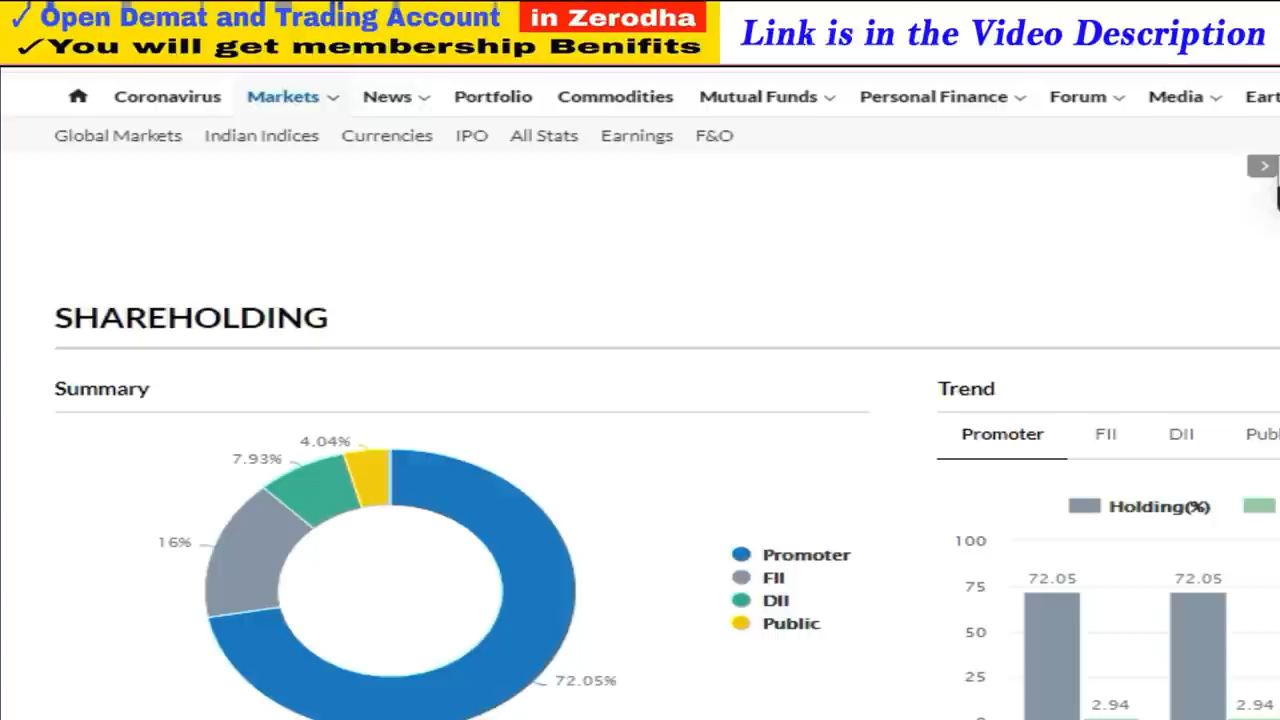 ✓ Open Demat and Trading Account in Zerodha
✓You will get membership Benifits
Link is in the Video Description
Coronavirus Markets News Portfolio Commodities Mutual Funds Personal Finance Forum Media
Global Markets Indian Indices Currencies IPO All Stats Earnings F&O
>
SHAREHOLDING
Summary
Trend
Promoter FII DII
4.04%
7.93%
16%
72.05%
Promoter
FII
DII
Public
Holding(%)
100
75
50
25
72.05 72.05
2.94 2.94